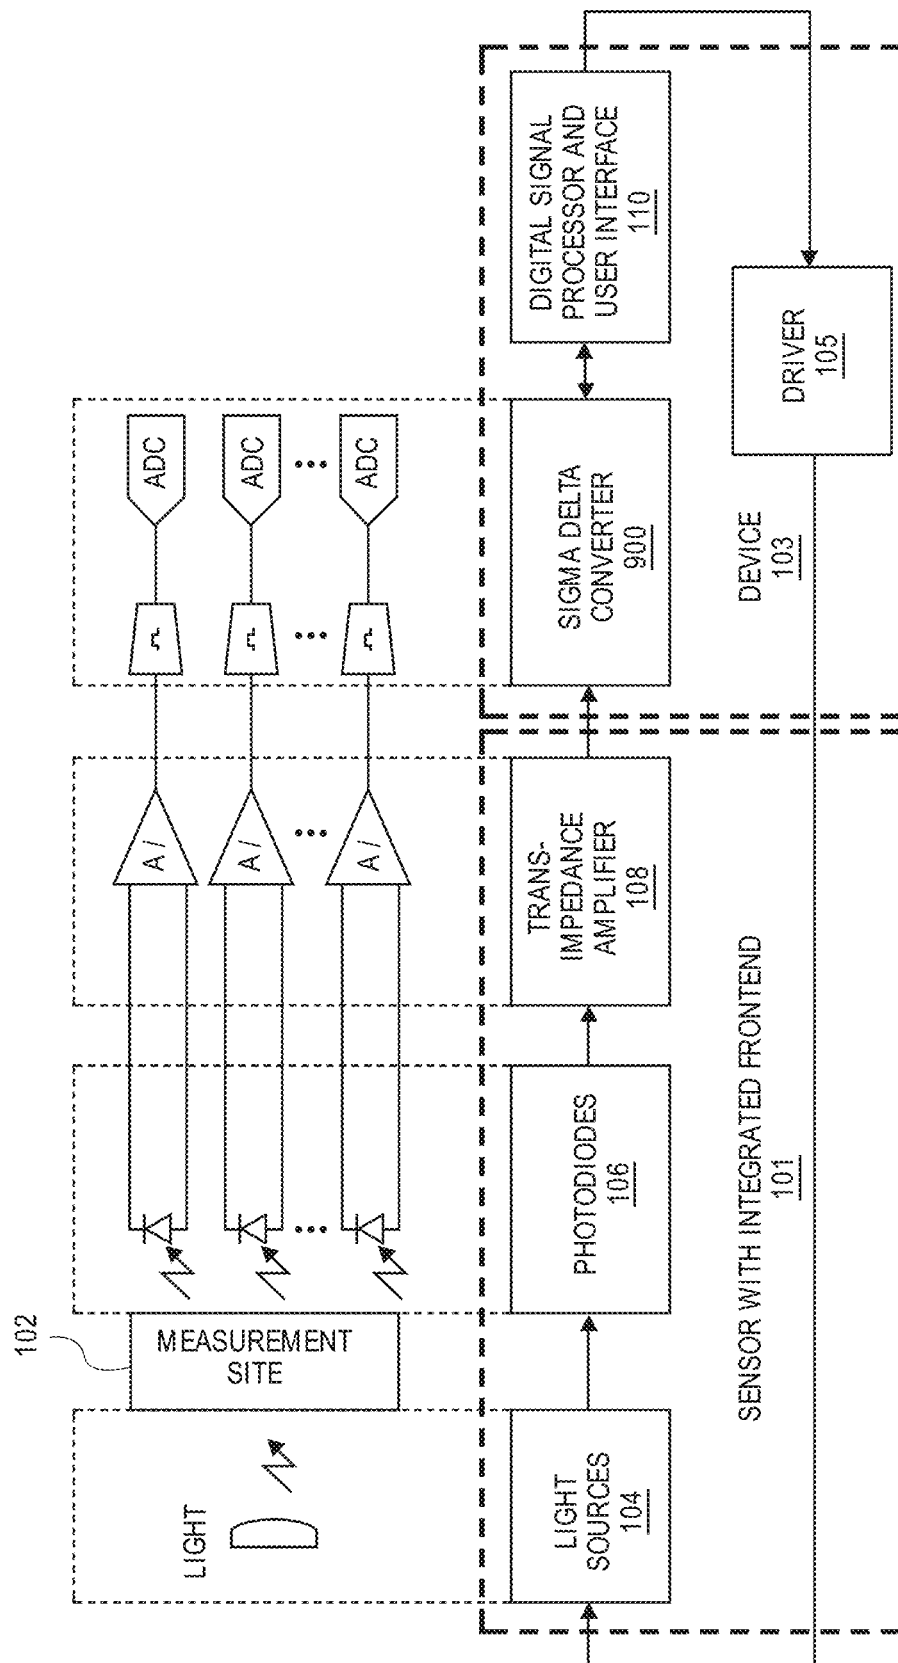 LIGHT
102
MEASUREMENT
SITE
A /
A /
A /
ADC
ADC
ADC
LIGHT
SOURCES
104
PHOTODIODES
106
TRANS-
IMPEDANCE
AMPLIFIER
108
SIGMA DELTA
CONVERTER
900
DIGITAL SIGNAL
PROCESSOR AND
USER INTERFACE
110
SENSOR WITH INTEGRATED FRONTEND
101
DEVICE
103
DRIVER
105